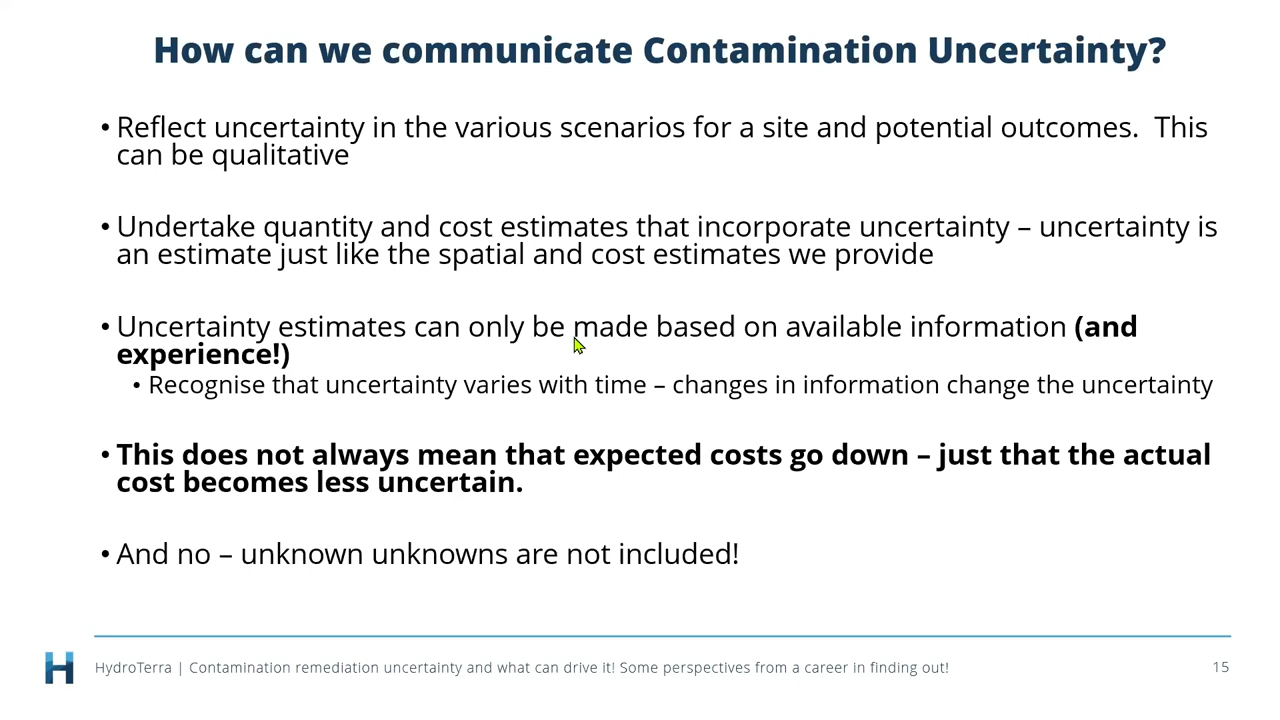 How can we communicate Contamination Uncertainty?
• Reflect uncertainty in the various scenarios for a site and potential outcomes.  This
can be qualitative
• Undertake quantity and cost estimates that incorporate uncertainty – uncertainty is
an estimate just like the spatial and cost estimates we provide
• Uncertainty estimates can only be made based on available information (and
experience!)
• Recognise that uncertainty varies with time – changes in information change the uncertainty
• This does not always mean that expected costs go down – just that the actual
cost becomes less uncertain.
• And no – unknown unknowns are not included!
H
HydroTerra | Contamination remediation uncertainty and what can drive it! Some perspectives from a career in finding out!
15